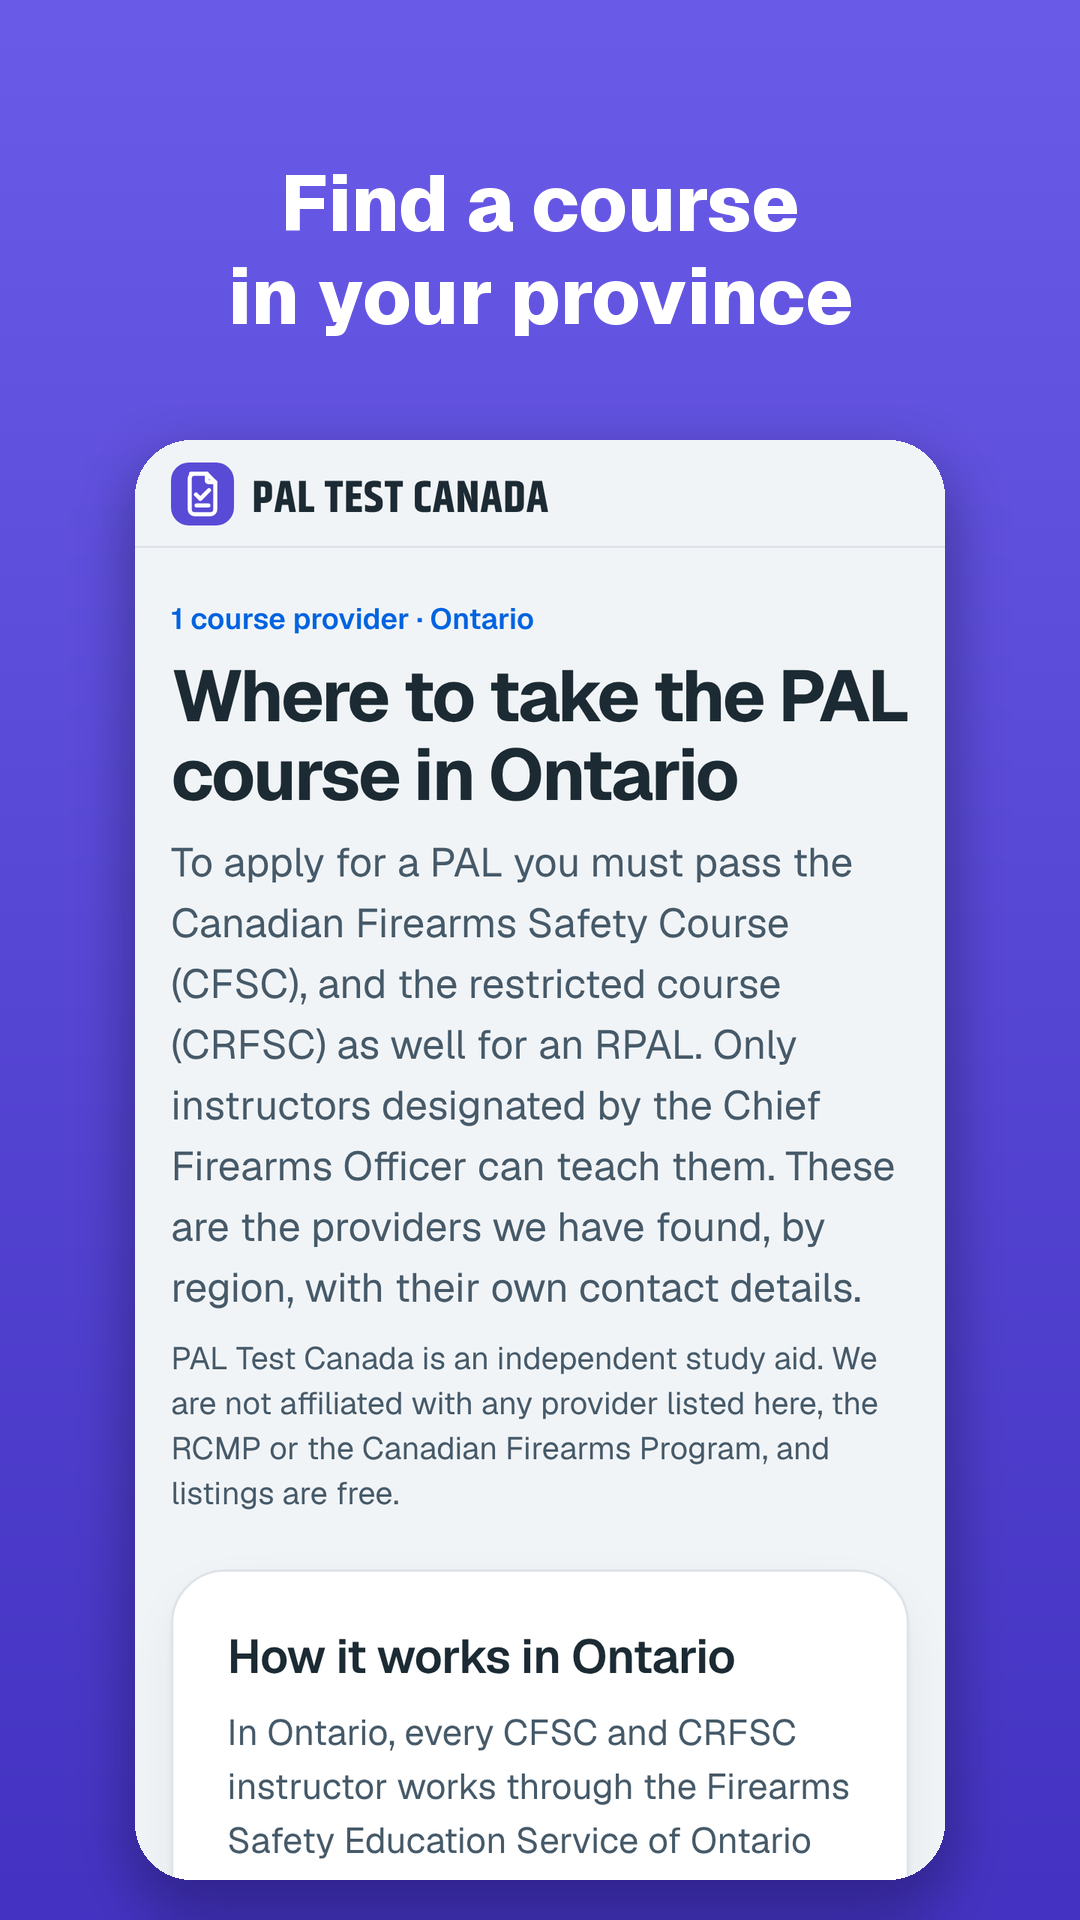 Find a course
in your province
PAL TEST CANADA
1 course provider · Ontario
Where to take the PAL
course in Ontario
To apply for a PAL you must pass the
Canadian Firearms Safety Course
(CFSC), and the restricted course
(CRFSC) as well for an RPAL. Only
instructors designated by the Chief
Firearms Officer can teach them. These
are the providers we have found, by
region, with their own contact details.
PAL Test Canada is an independent study aid. We
are not affiliated with any provider listed here, the
RCMP or the Canadian Firearms Program, and
listings are free.
How it works in Ontario
In Ontario, every CFSC and CRFSC
instructor works through the Firearms
Safety Education Service of Ontario